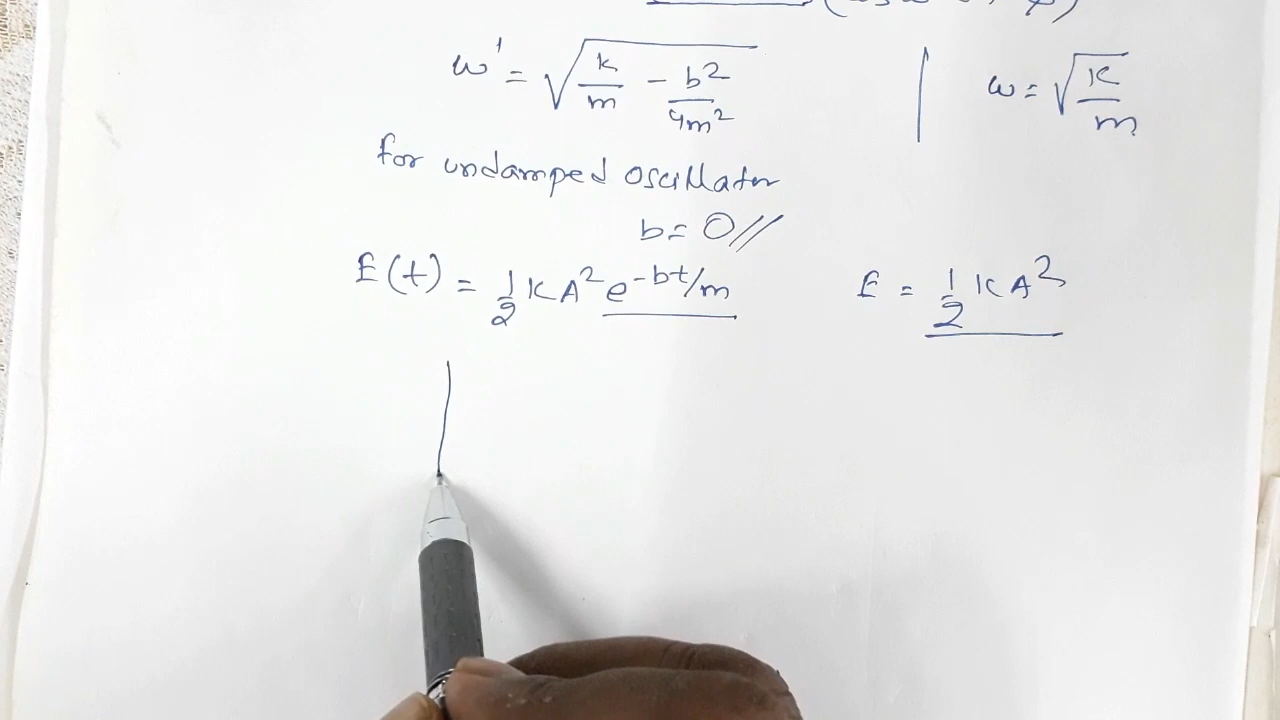 ω' = √(k/m − b²/4m²) | ω = √(k/m)
for undamped oscillator
b = 0 //
E(t) = 1/2 KA² e^(-bt/m) E = 1/2 KA²